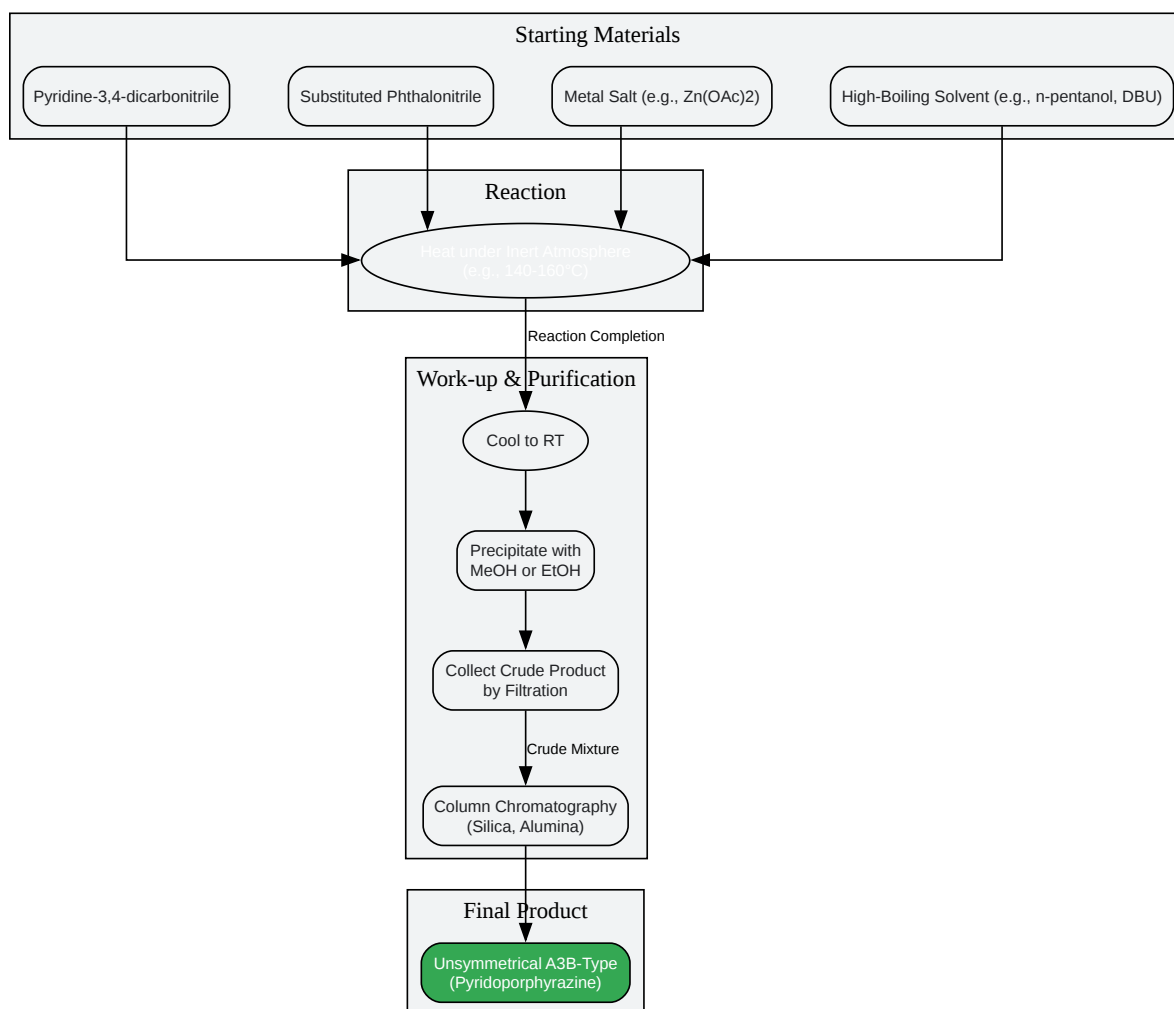 Starting Materials
Pyridine-3,4-dicarbonitrile
Substituted Phthalonitrile
Metal Salt (e.g., Zn(OAc)2)
High-Boiling Solvent (e.g., n-pentanol, DBU)
Reaction
Heat under Inert Atmosphere
(e.g., 140-160°C)
Reaction Completion
Work-up & Purification
Cool to RT
Precipitate with
MeOH or EtOH
Collect Crude Product
by Filtration
Crude Mixture
Column Chromatography
(Silica, Alumina)
Final Product
Unsymmetrical A3B-Type
(Pyridoporphyrazine)